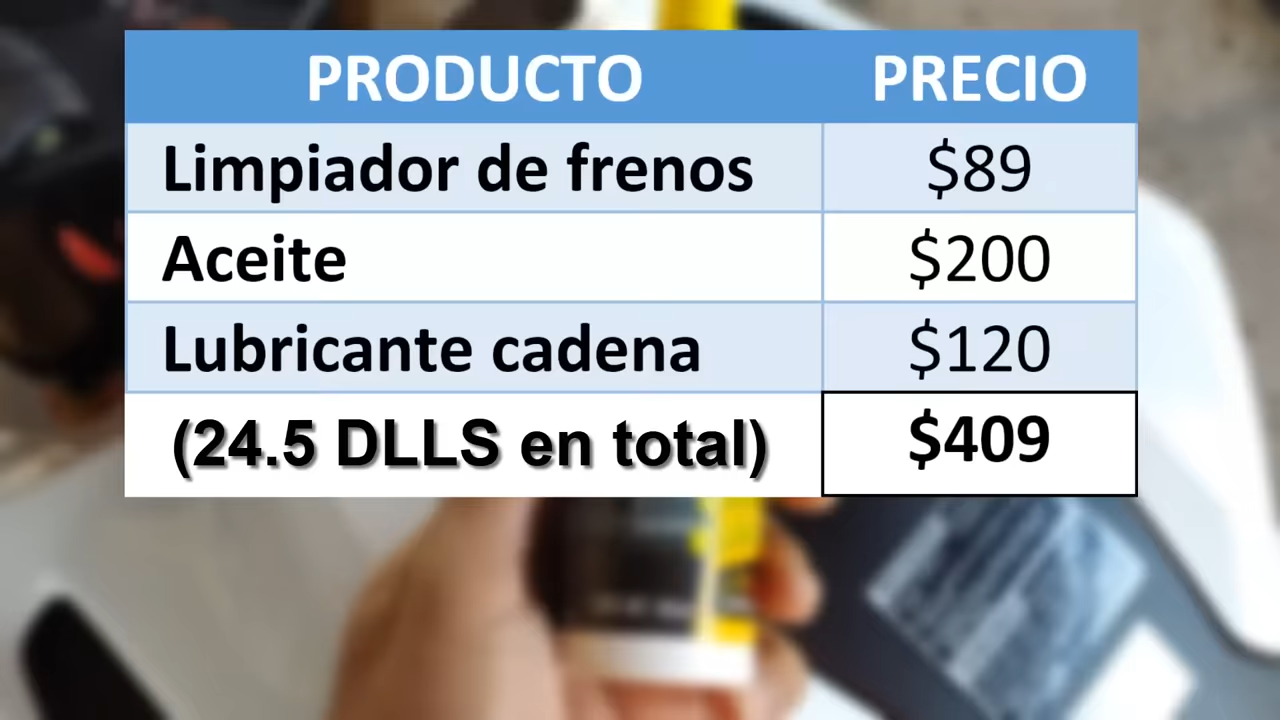 PRODUCTO PRECIO
Limpiador de frenos $89
Aceite $200
Lubricante cadena $120
(24.5 DLLS en total) $409